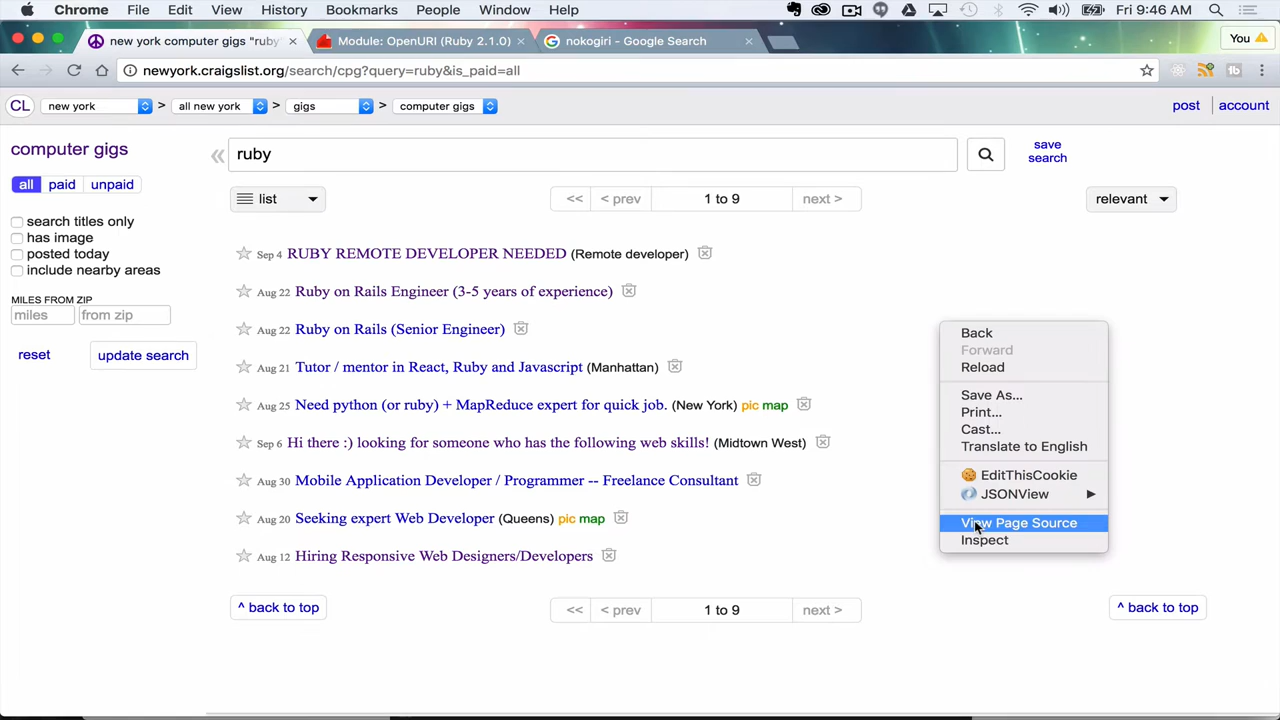 Chrome File Edit View History Bookmarks People Window Help Fri 9:46 AM
new york computer gigs "ruby Module: OpenURI (Ruby 2.1.0) nokogiri - Google Search You
newyork.craigslist.org/search/cpg?query=ruby&is_paid=all
CL new york > all new york > gigs > computer gigs post account
computer gigs
all paid unpaid
search titles only
has image
posted today
include nearby areas
MILES FROM ZIP
miles from zip
reset update search
« ruby save search
list << < prev 1 to 9 next > relevant
Sep 4 RUBY REMOTE DEVELOPER NEEDED (Remote developer)
Aug 22 Ruby on Rails Engineer (3-5 years of experience)
Aug 22 Ruby on Rails (Senior Engineer)
Aug 21 Tutor / mentor in React, Ruby and Javascript (Manhattan)
Aug 25 Need python (or ruby) + MapReduce expert for quick job. (New York) pic map
Sep 6 Hi there :) looking for someone who has the following web skills! (Midtown West)
Aug 30 Mobile Application Developer / Programmer -- Freelance Consultant
Aug 20 Seeking expert Web Developer (Queens) pic map
Aug 12 Hiring Responsive Web Designers/Developers
^ back to top << < prev 1 to 9 next > ^ back to top
Back
Forward
Reload
Save As...
Print...
Cast...
Translate to English
EditThisCookie
JSONView
View Page Source
Inspect